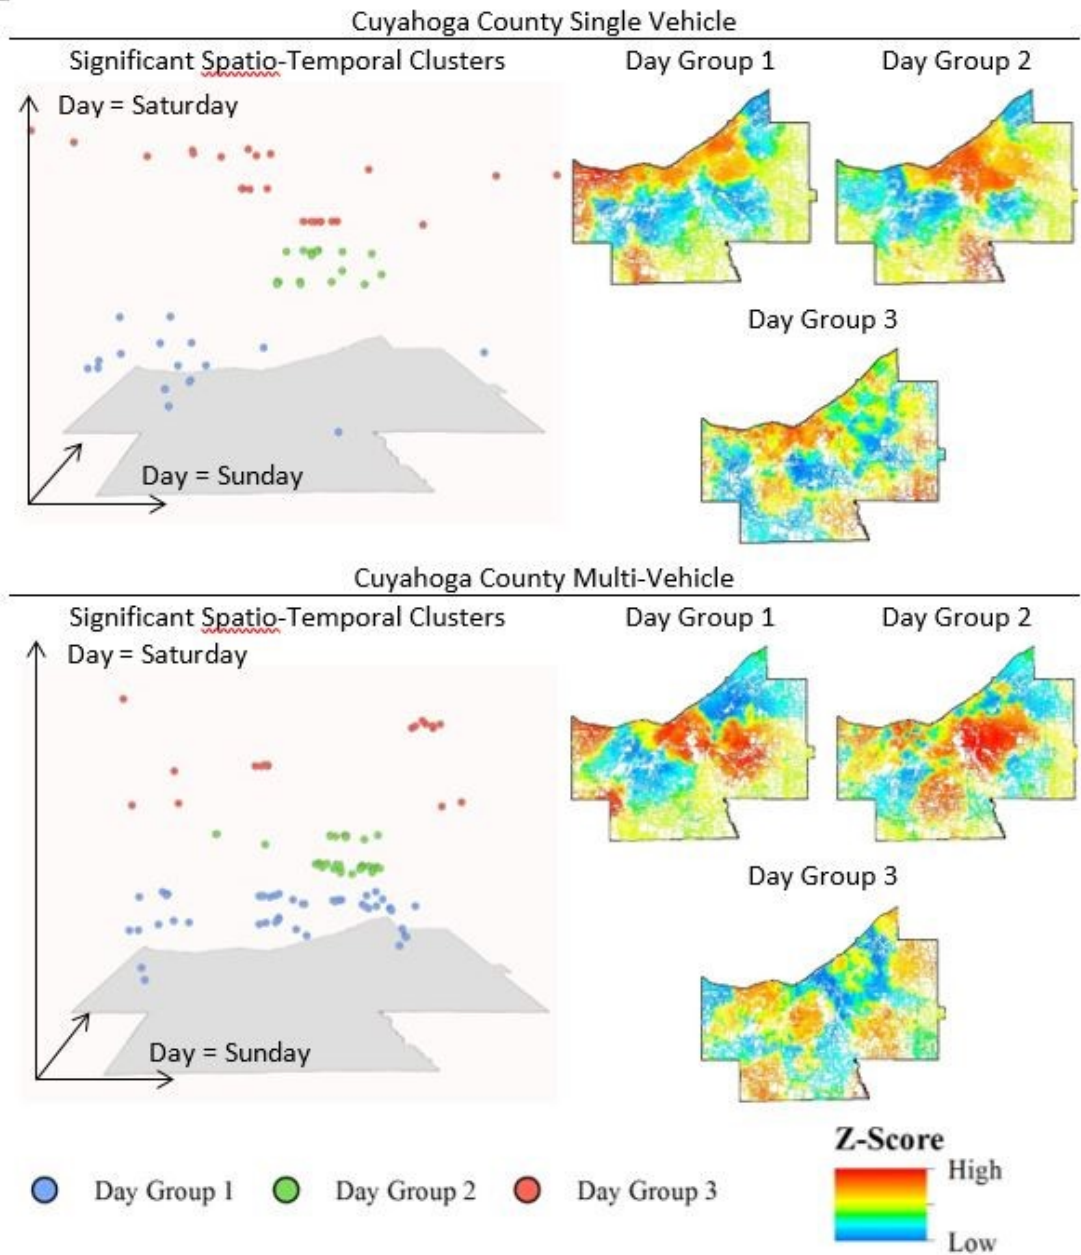 Cuyahoga County Single Vehicle
Significant Spatio-Temporal Clusters
Day Group 1
Day Group 2
Day = Saturday
Day Group 3
Day = Sunday
Cuyahoga County Multi-Vehicle
Significant Spatio-Temporal Clusters
Day Group 1
Day Group 2
Day = Saturday
Day Group 3
Day = Sunday
Z-Score
High
Low
Day Group 1
Day Group 2
Day Group 3